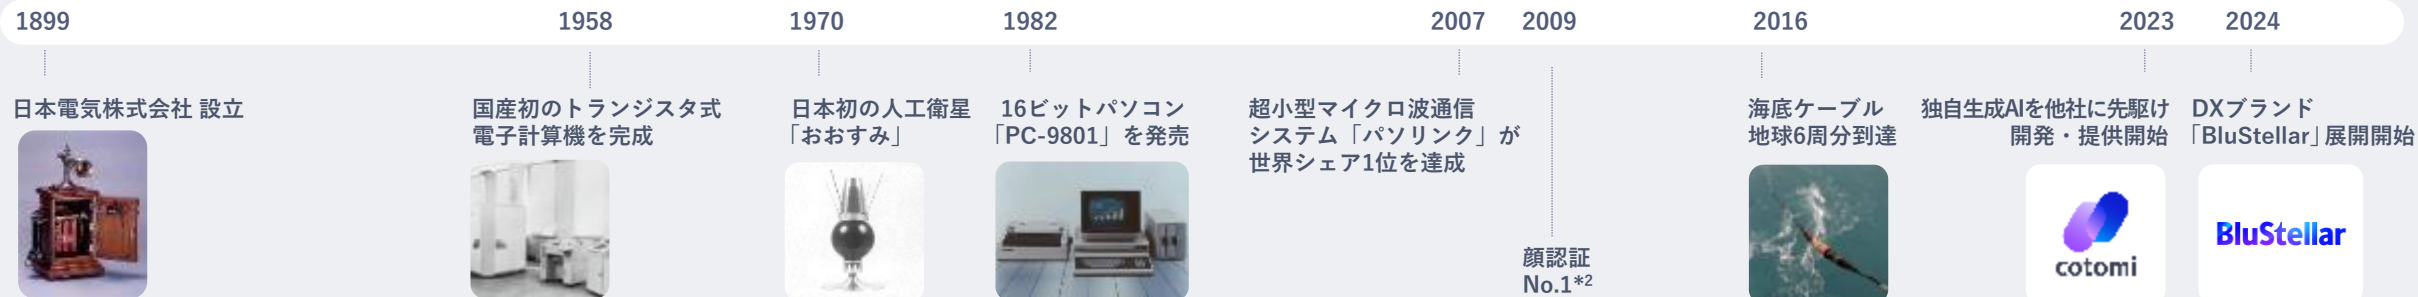 1899
1958
1970
1982
2007
2009
2016
2023
2024
日本電気株式会社 設立
国産初のトランジスタ式
電子計算機を完成
日本初の人工衛星
「おおすみ」
16ビットパソコン
「PC-9801」を発売
超小型マイクロ波通信
システム「パソリンク」が
世界シェア1位を達成
顔認証
No.1*2
海底ケーブル
地球6周分到達
独自生成AIを他社に先駆け
開発・提供開始
cotomi
DXブランド
「BluStellar」展開開始
BluStellar